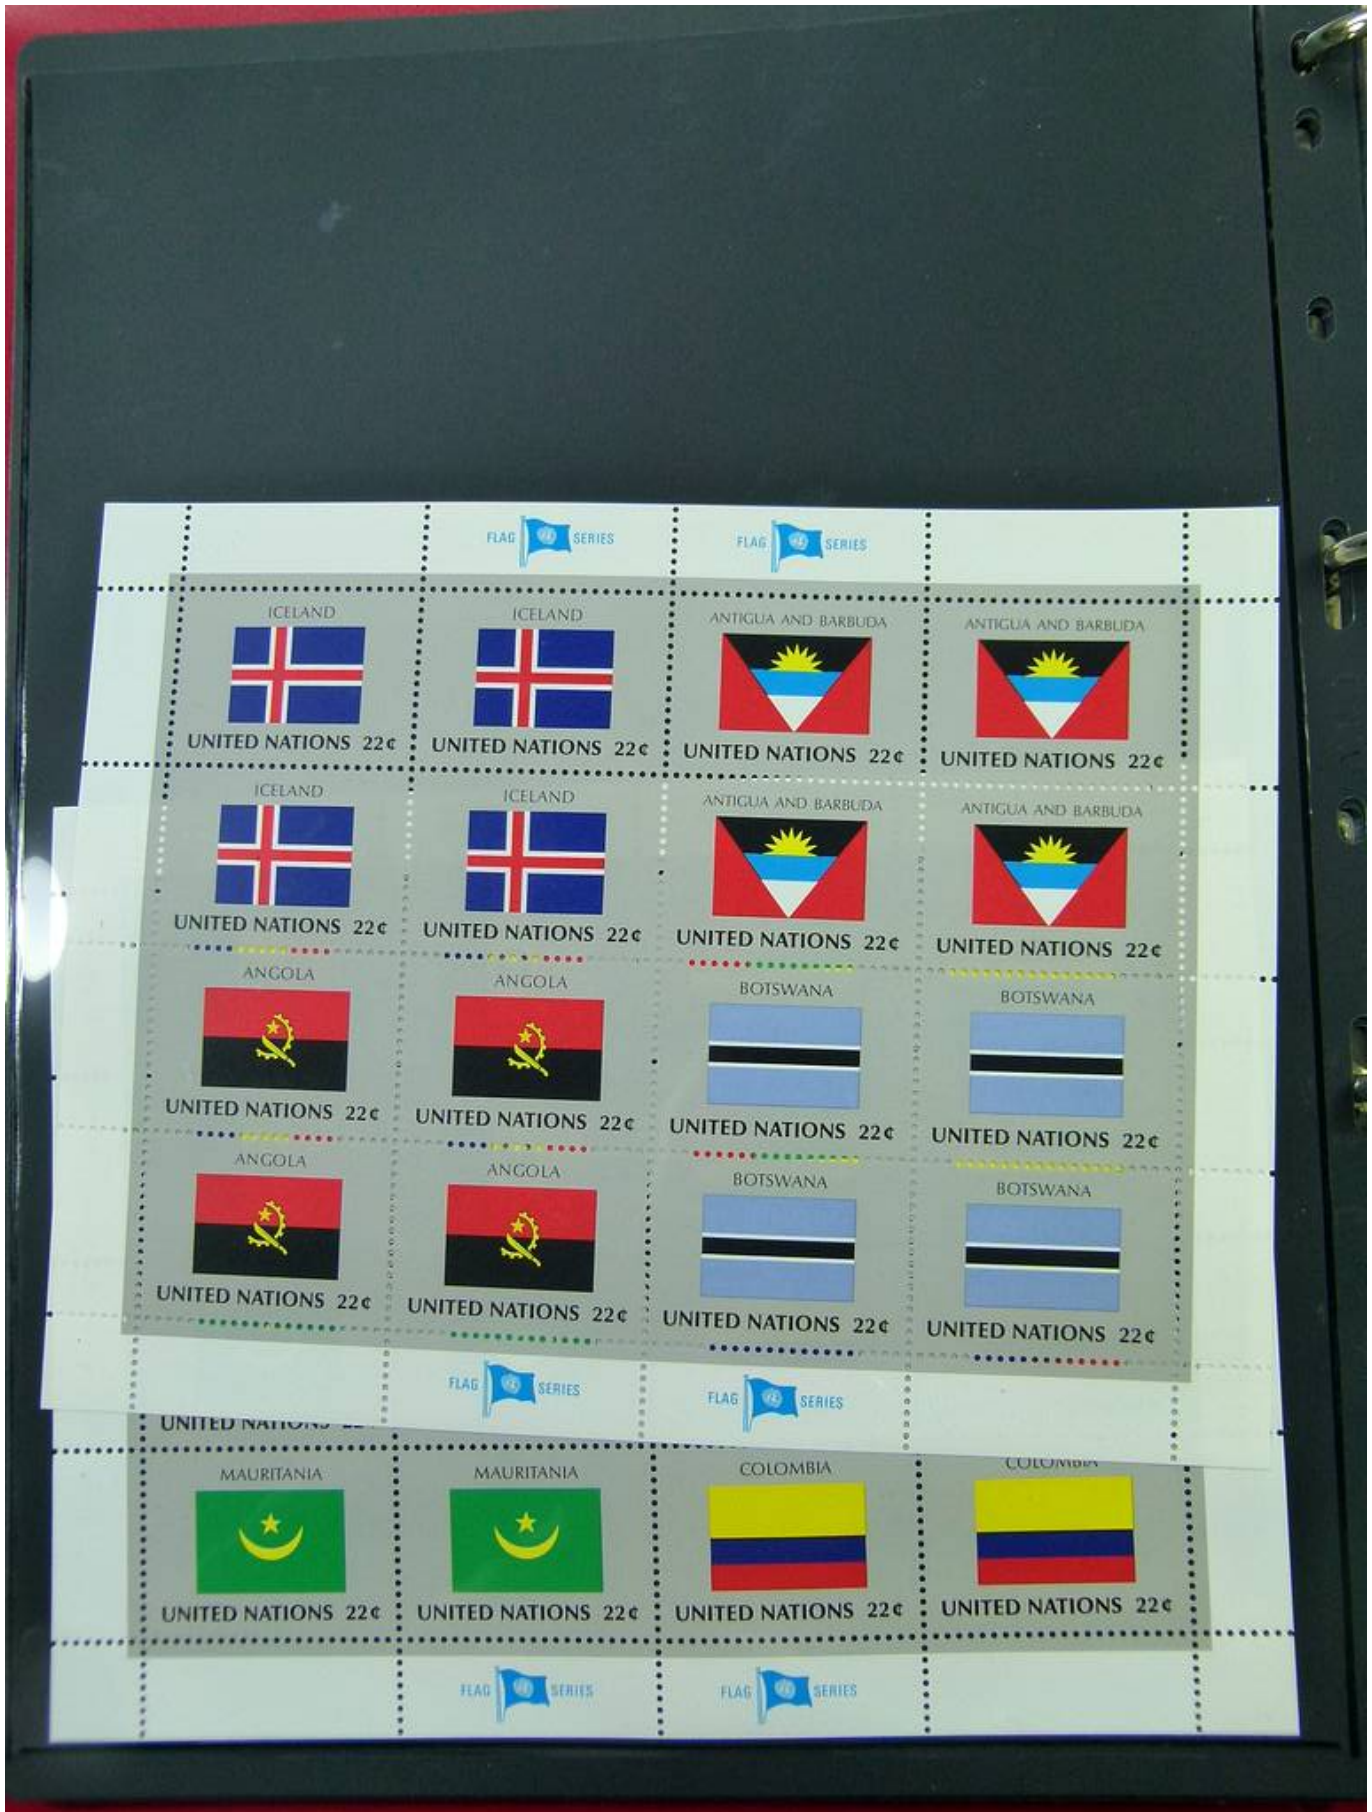 FLAG SERIES FLAG SERIES
ICELAND ICELAND ANTIGUA AND BARBUDA ANTIGUA AND BARBUDA
UNITED NATIONS 22¢ UNITED NATIONS 22¢ UNITED NATIONS 22¢ UNITED NATIONS 22¢
ICELAND ICELAND ANTIGUA AND BARBUDA ANTIGUA AND BARBUDA
UNITED NATIONS 22¢ UNITED NATIONS 22¢ UNITED NATIONS 22¢ UNITED NATIONS 22¢
ANGOLA ANGOLA BOTSWANA BOTSWANA
UNITED NATIONS 22¢ UNITED NATIONS 22¢ UNITED NATIONS 22¢ UNITED NATIONS 22¢
ANGOLA ANGOLA BOTSWANA BOTSWANA
UNITED NATIONS 22¢ UNITED NATIONS 22¢ UNITED NATIONS 22¢ UNITED NATIONS 22¢
FLAG SERIES FLAG SERIES
UNITED NATIONS
MAURITANIA MAURITANIA COLOMBIA COLOMBIA
UNITED NATIONS 22¢ UNITED NATIONS 22¢ UNITED NATIONS 22¢ UNITED NATIONS 22¢
FLAG SERIES FLAG SERIES